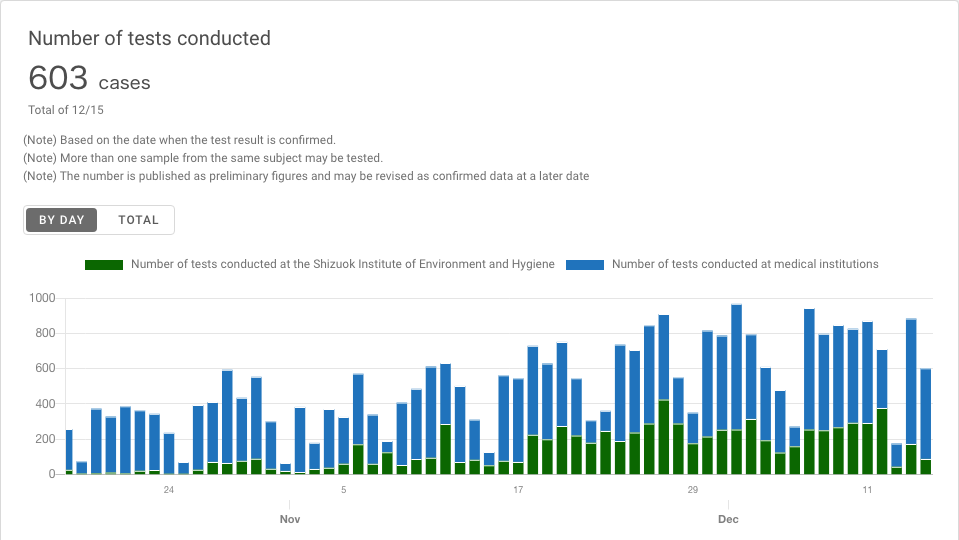 Number of tests conducted
603 cases
Total of 12/15
(Note) Based on the date when the test result is confirmed.
(Note) More than one sample from the same subject may be tested.
(Note) The number is published as preliminary figures and may be revised as confirmed data at a later date
BY DAY TOTAL
Number of tests conducted at the Shizuok Institute of Environment and Hygiene Number of tests conducted at medical institutions
1000
800
600
400
200
0
24 5 17 29 11
Nov Dec